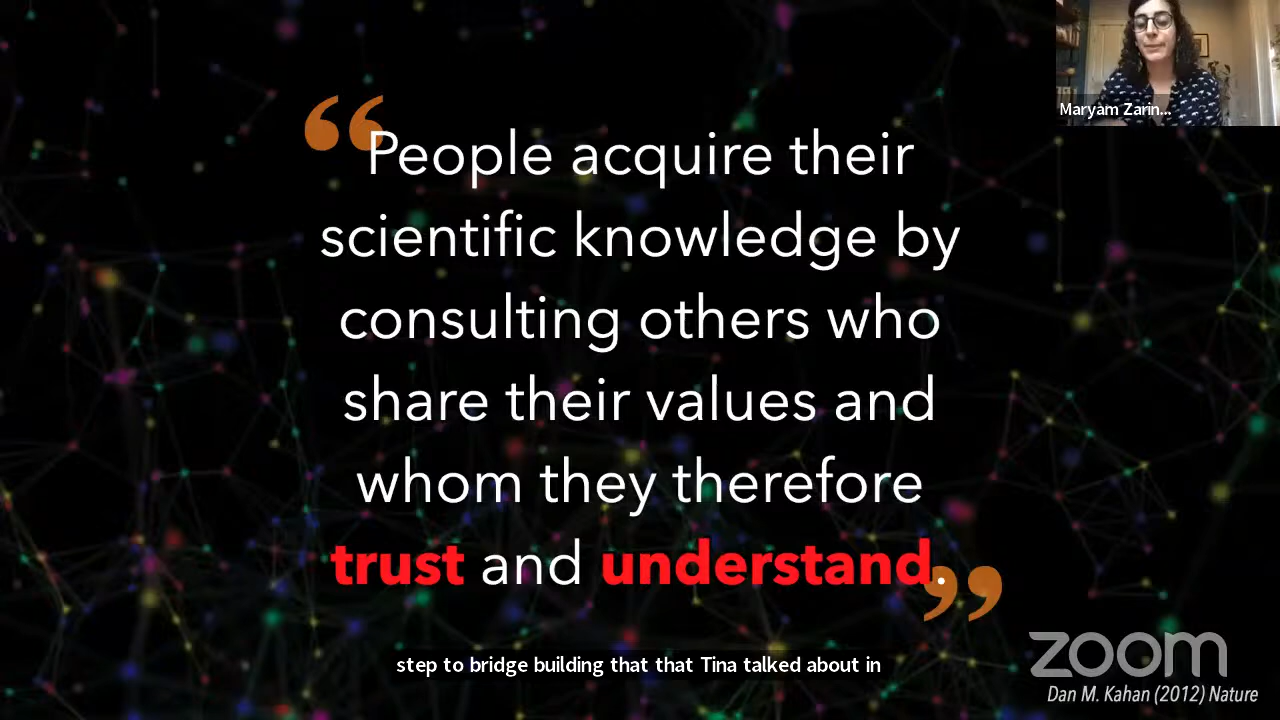 Maryam Zarin...
“People acquire their
scientific knowledge by
consulting others who
share their values and
whom they therefore
trust and understand.”
step to bridge building that that Tina talked about in
zoom
Dan M. Kahan (2012) Nature